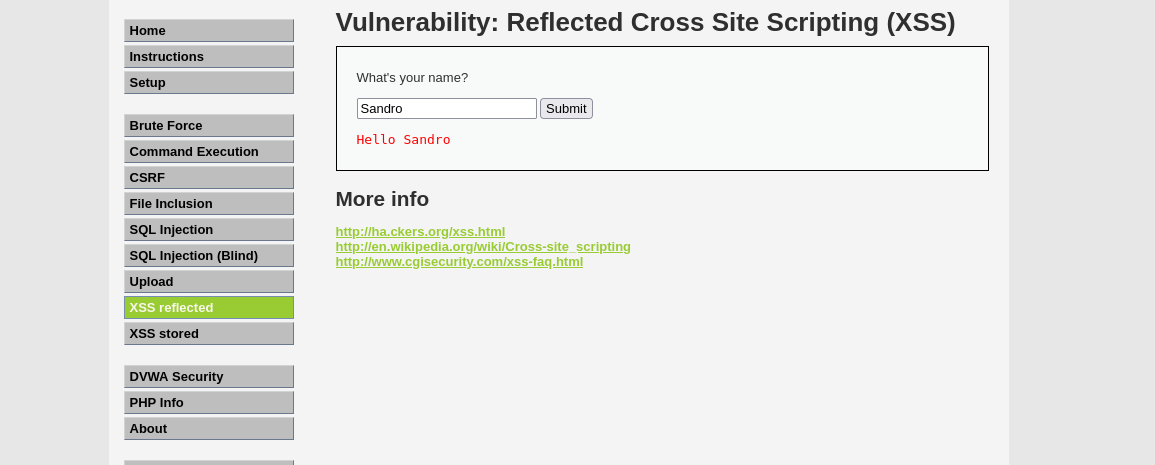 Home
Instructions
Setup
Brute Force
Command Execution
CSRF
File Inclusion
SQL Injection
SQL Injection (Blind)
Upload
XSS reflected
XSS stored
DVWA Security
PHP Info
About
Vulnerability: Reflected Cross Site Scripting (XSS)
What's your name?
Sandro Submit
Hello Sandro
More info
http://ha.ckers.org/xss.html
http://en.wikipedia.org/wiki/Cross-site_scripting
http://www.cgisecurity.com/xss-faq.html